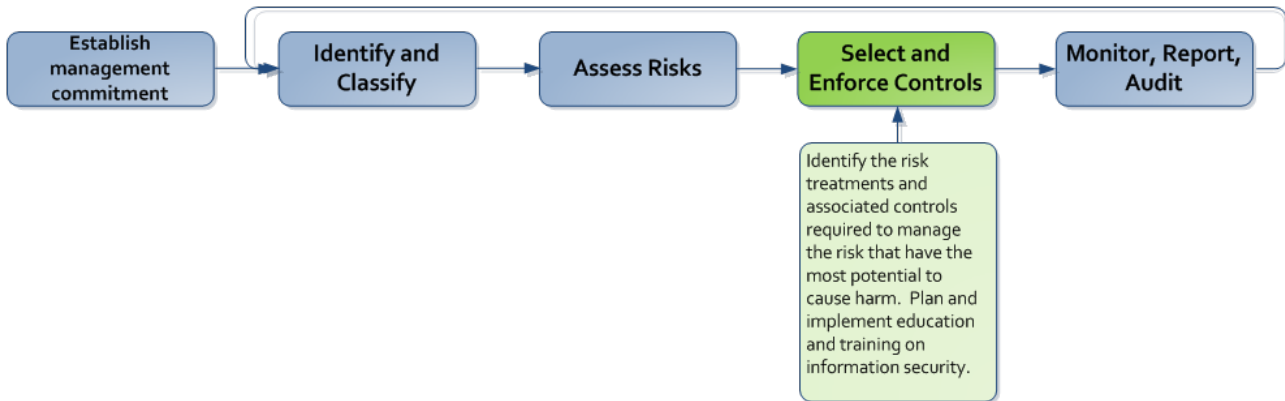 Establish
management
commitment
Identify and
Classify
Assess Risks
Select and
Enforce Controls
Monitor, Report,
Audit
Identify the risk
treatments and
associated controls
required to manage
the risk that have the
most potential to
cause harm.  Plan and
implement education
and training on
information security.